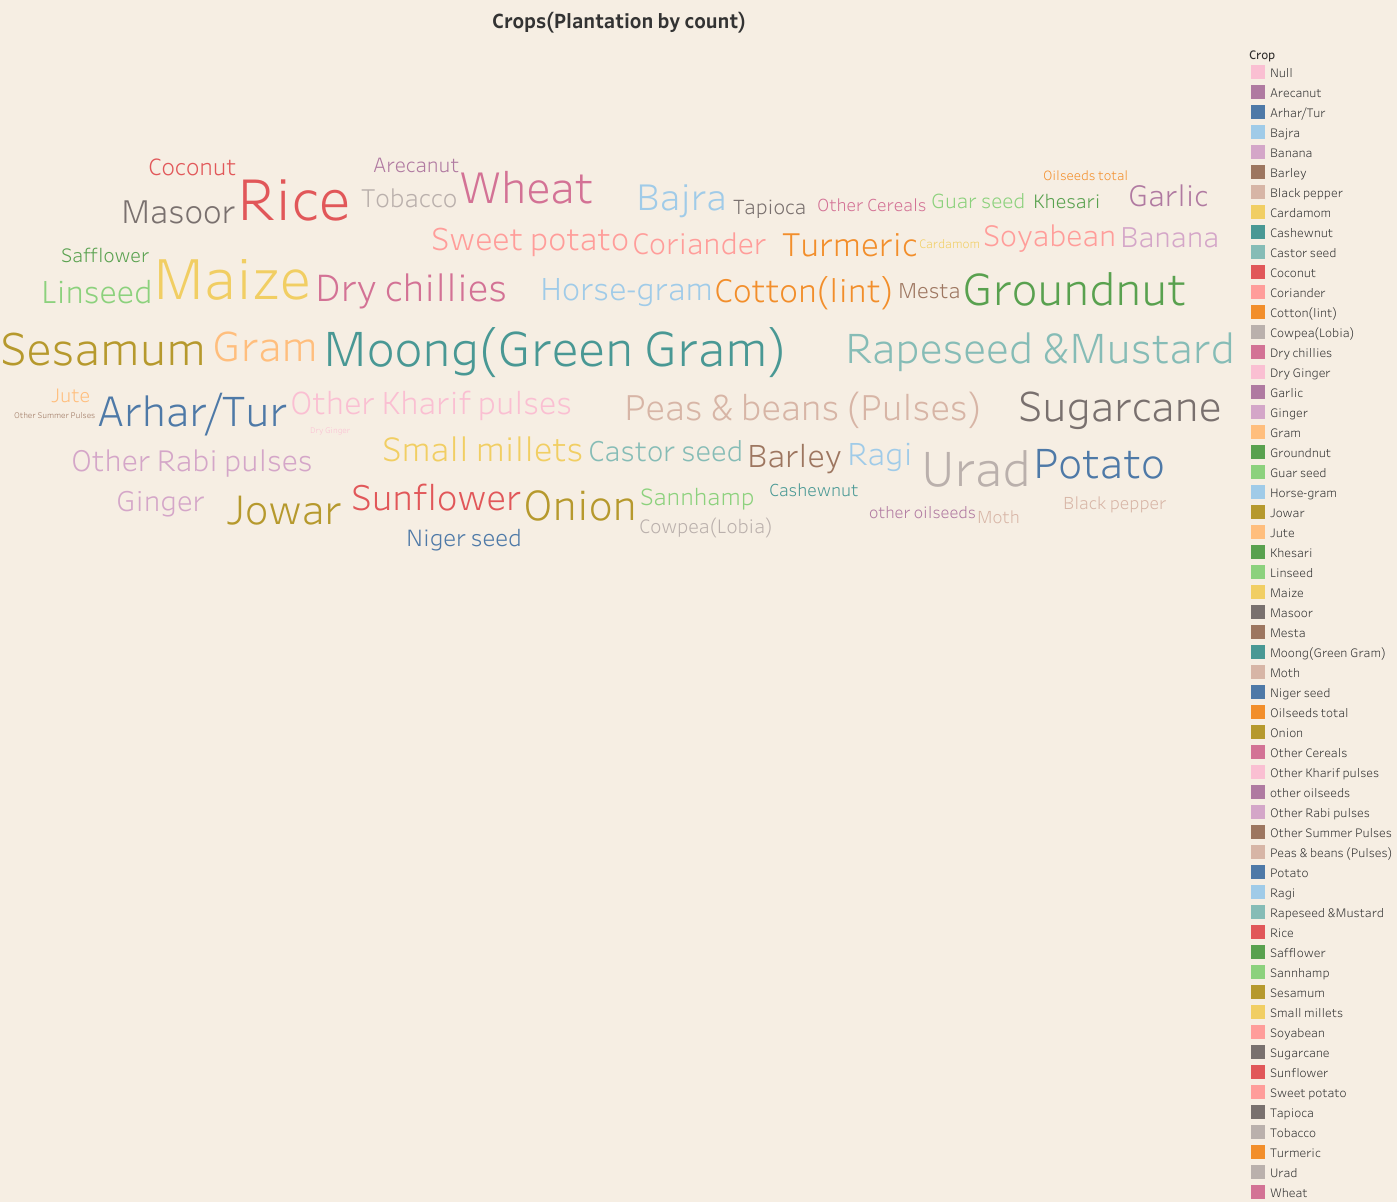 Crops(Plantation by count)
Coconut
Arecanut
Rice
Wheat
Oilseeds total
Masoor
Tobacco
Bajra
Tapioca
Other Cereals
Guar seed
Khesari
Garlic
Safflower
Sweet potato
Coriander
Turmeric
Cardamom
Soyabean
Banana
Linseed
Maize
Dry chillies
Horse-gram
Cotton(lint)
Mesta
Groundnut
Sesamum
Gram
Moong(Green Gram)
Rapeseed &Mustard
Jute
Other Summer Pulses
Arhar/Tur
Other Kharif pulses
Dry Ginger
Peas & beans (Pulses)
Sugarcane
Other Rabi pulses
Small millets
Castor seed
Barley
Ragi
Urad
Potato
Ginger
Jowar
Sunflower
Onion
Sannhamp
Cashewnut
other oilseeds
Moth
Black pepper
Niger seed
Cowpea(Lobia)
Crop
Null
Arecanut
Arhar/Tur
Bajra
Banana
Barley
Black pepper
Cardamom
Cashewnut
Castor seed
Coconut
Coriander
Cotton(lint)
Cowpea(Lobia)
Dry chillies
Dry Ginger
Garlic
Ginger
Gram
Groundnut
Guar seed
Horse-gram
Jowar
Jute
Khesari
Linseed
Maize
Masoor
Mesta
Moong(Green Gram)
Moth
Niger seed
Oilseeds total
Onion
Other Cereals
Other Kharif pulses
other oilseeds
Other Rabi pulses
Other Summer Pulses
Peas & beans (Pulses)
Potato
Ragi
Rapeseed &Mustard
Rice
Safflower
Sannhamp
Sesamum
Small millets
Soyabean
Sugarcane
Sunflower
Sweet potato
Tapioca
Tobacco
Turmeric
Urad
Wheat